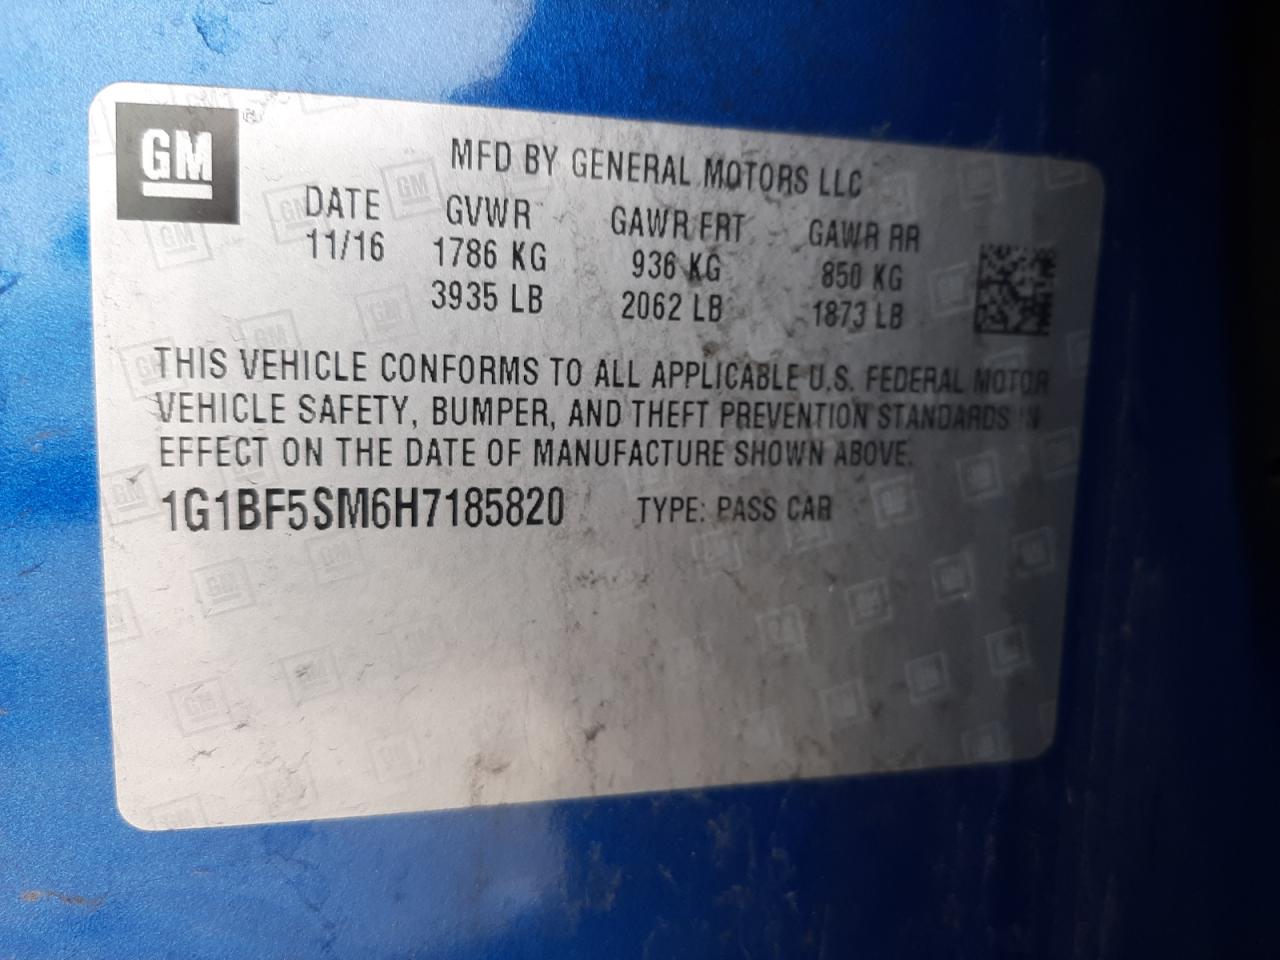 GM
MFD BY GENERAL MOTORS LLC
DATE GVWR GAWR FRT GAWR RR
11/16 1786 KG 936 KG 850 KG
3935 LB 2062 LB 1873 LB
THIS VEHICLE CONFORMS TO ALL APPLICABLE U.S. FEDERAL MOTOR
VEHICLE SAFETY, BUMPER, AND THEFT PREVENTION STANDARDS IN
EFFECT ON THE DATE OF MANUFACTURE SHOWN ABOVE.
1G1BF5SM6H7185820 TYPE: PASS CAR